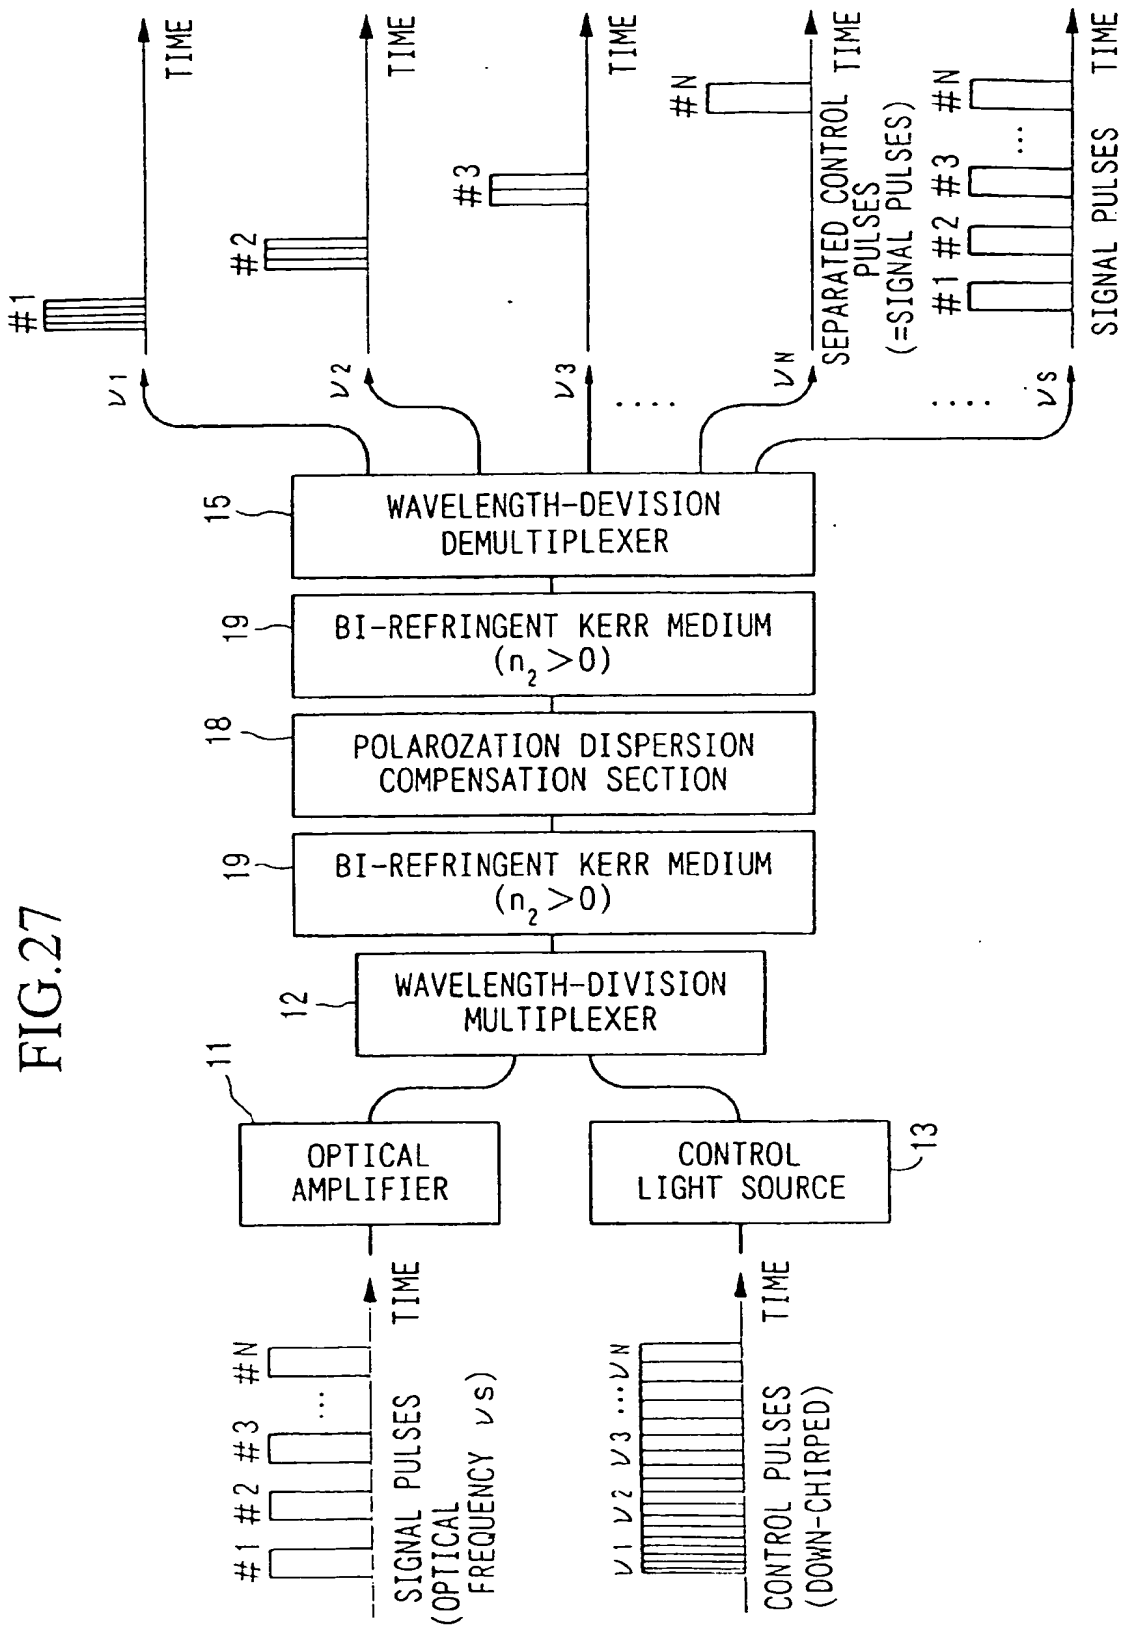 FIG.27
#1 #2 #3 ... #N
TIME
SIGNAL PULSES
(OPTICAL
FREQUENCY νs)
ν1 ν2 ν3 ...νN
TIME
CONTROL PULSES
(DOWN-CHIRPED)
11
OPTICAL
AMPLIFIER
CONTROL
LIGHT SOURCE
13
12
WAVELENGTH-DIVISION
MULTIPLEXER
19
BI-REFRINGENT KERR MEDIUM
(n2>0)
18
POLAROZATION DISPERSION
COMPENSATION SECTION
19
BI-REFRINGENT KERR MEDIUM
(n2>0)
15
WAVELENGTH-DEVISION
DEMULTIPLEXER
ν1
#1
TIME
ν2
#2
TIME
ν3
#3
TIME
....
νN
#N
TIME
SEPARATED CONTROL
PULSES
(=SIGNAL PULSES)
....
νS
#1 #2 #3 ... #N
TIME
SIGNAL PULSES